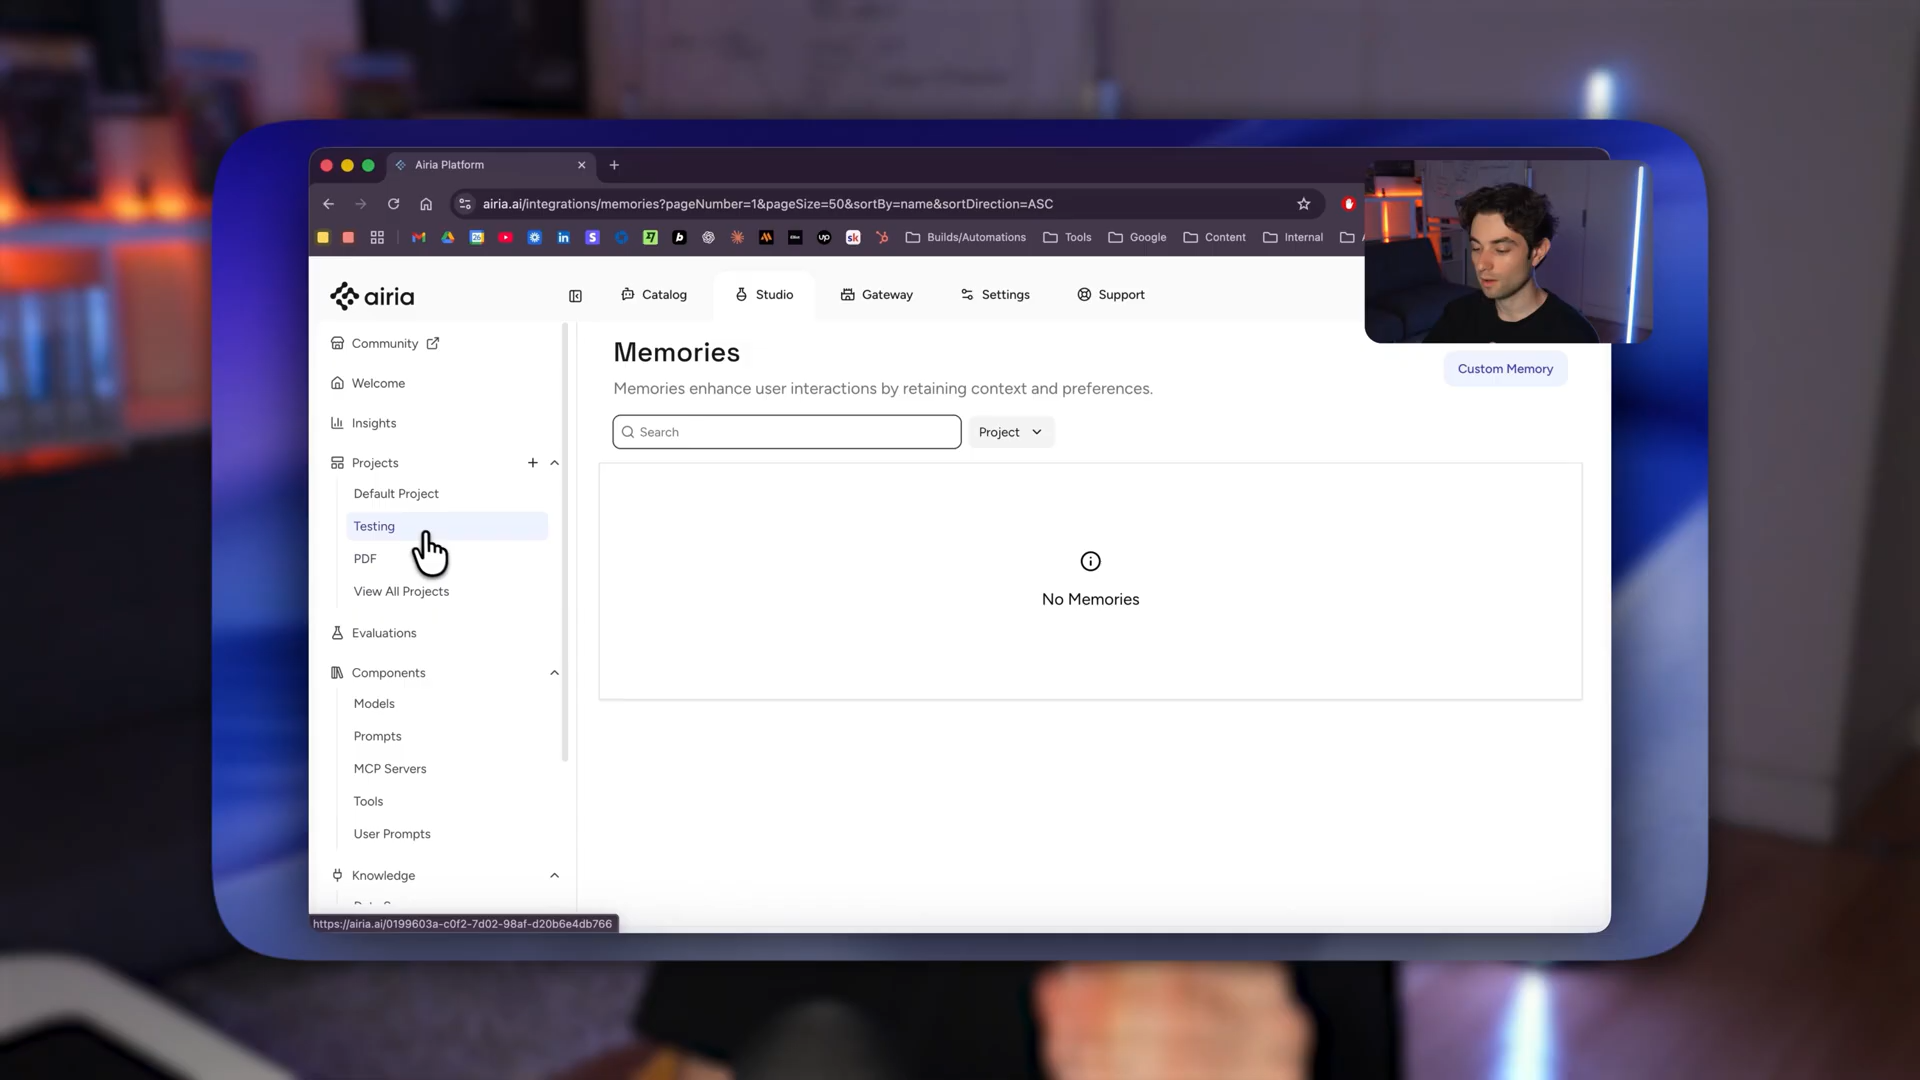 Airia Platform
airia.ai/integrations/memories?pageNumber=1&pageSize=50&sortBy=name&sortDirection=ASC
Builds/Automations
Tools
Google
Content
Internal
airia
Catalog
Studio
Gateway
Settings
Support
Community
Welcome
Insights
Projects
Default Project
Testing
PDF
View All Projects
Evaluations
Components
Models
Prompts
MCP Servers
Tools
User Prompts
Knowledge
https://airia.ai/0199603a-c0f2-7d02-98af-d20b6e4db766
Memories
Memories enhance user interactions by retaining context and preferences.
Custom Memory
Search
Project
No Memories